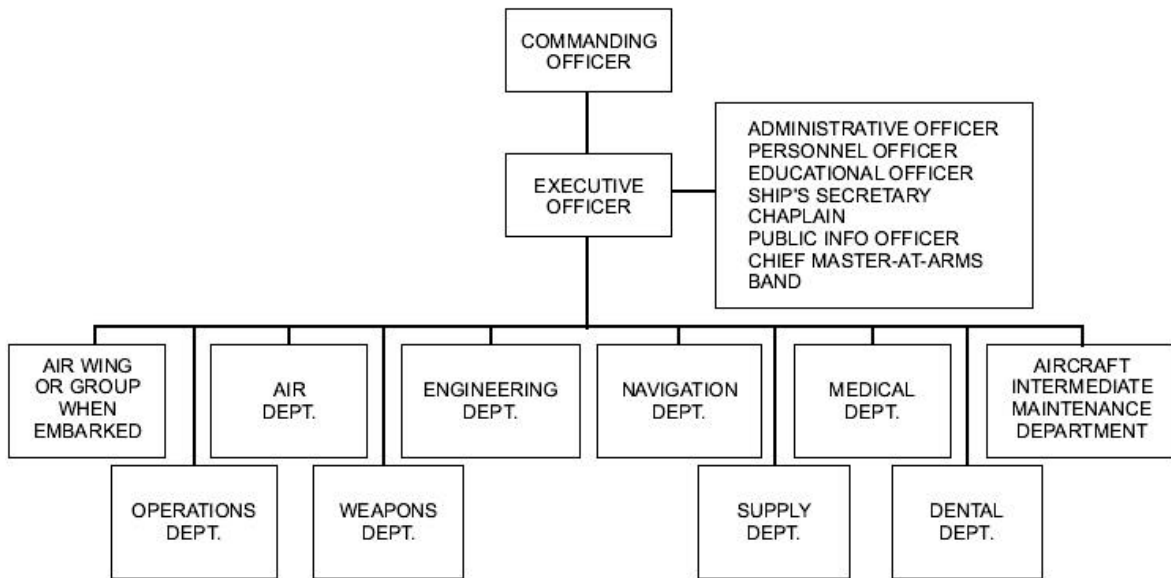 COMMANDING
OFFICER
EXECUTIVE
OFFICER
ADMINISTRATIVE OFFICER
PERSONNEL OFFICER
EDUCATIONAL OFFICER
SHIP'S SECRETARY
CHAPLAIN
PUBLIC INFO OFFICER
CHIEF MASTER-AT-ARMS
BAND
AIR WING
OR GROUP
WHEN
EMBARKED
AIR
DEPT.
ENGINEERING
DEPT.
NAVIGATION
DEPT.
MEDICAL
DEPT.
AIRCRAFT
INTERMEDIATE
MAINTENANCE
DEPARTMENT
OPERATIONS
DEPT.
WEAPONS
DEPT.
SUPPLY
DEPT.
DENTAL
DEPT.